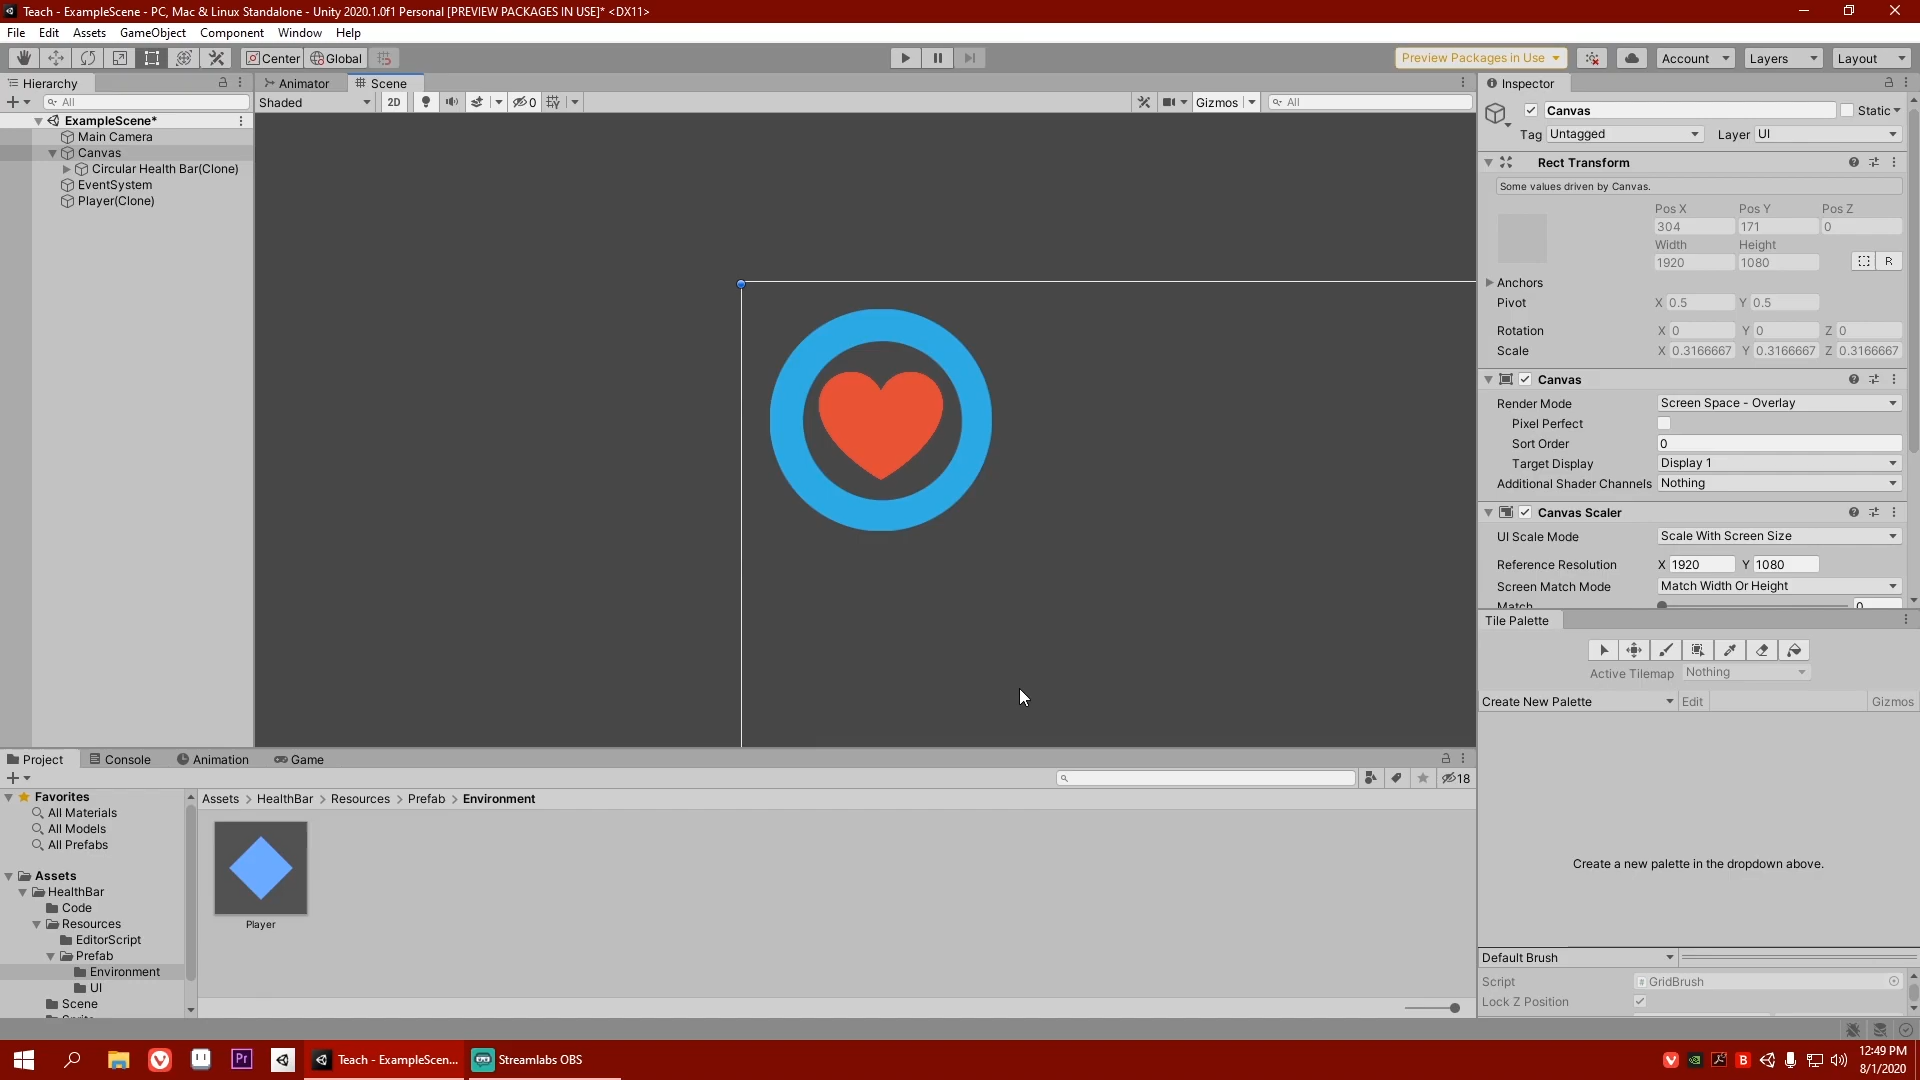 Teach - ExampleScene - PC, Mac & Linux Standalone - Unity 2020.1.0f1 Personal [PREVIEW PACKAGES IN USE]* <DX11>
File Edit Assets GameObject Component Window Help
Center Global Preview Packages in Use Account Layers Layout
Hierarchy
All
ExampleScene*
Main Camera
Canvas
Circular Health Bar(Clone)
EventSystem
Player(Clone)
Animator Scene
Shaded 2D 0 Gizmos All
Inspector
Canvas Static
Tag Untagged Layer UI
Rect Transform
Some values driven by Canvas.
Pos X Pos Y Pos Z
304 171 0
Width Height
1920 1080 R
Anchors
Pivot X 0.5 Y 0.5
Rotation X 0 Y 0 Z 0
Scale X 0.3166667 Y 0.3166667 Z 0.3166667
Canvas
Render Mode Screen Space - Overlay
Pixel Perfect
Sort Order 0
Target Display Display 1
Additional Shader Channels Nothing
Canvas Scaler
UI Scale Mode Scale With Screen Size
Reference Resolution X 1920 Y 1080
Screen Match Mode Match Width Or Height
Match 0
Tile Palette
Active Tilemap Nothing
Create New Palette Edit Gizmos
Create a new palette in the dropdown above.
Default Brush
Script # GridBrush
Lock Z Position
Project Console Animation Game
18
Favorites
All Materials
All Models
All Prefabs
Assets
HealthBar
Code
Resources
EditorScript
Prefab
Environment
UI
Scene
Assets > HealthBar > Resources > Prefab > Environment
Player
Pr Teach - ExampleScen... Streamlabs OBS
12:49 PM
8/1/2020